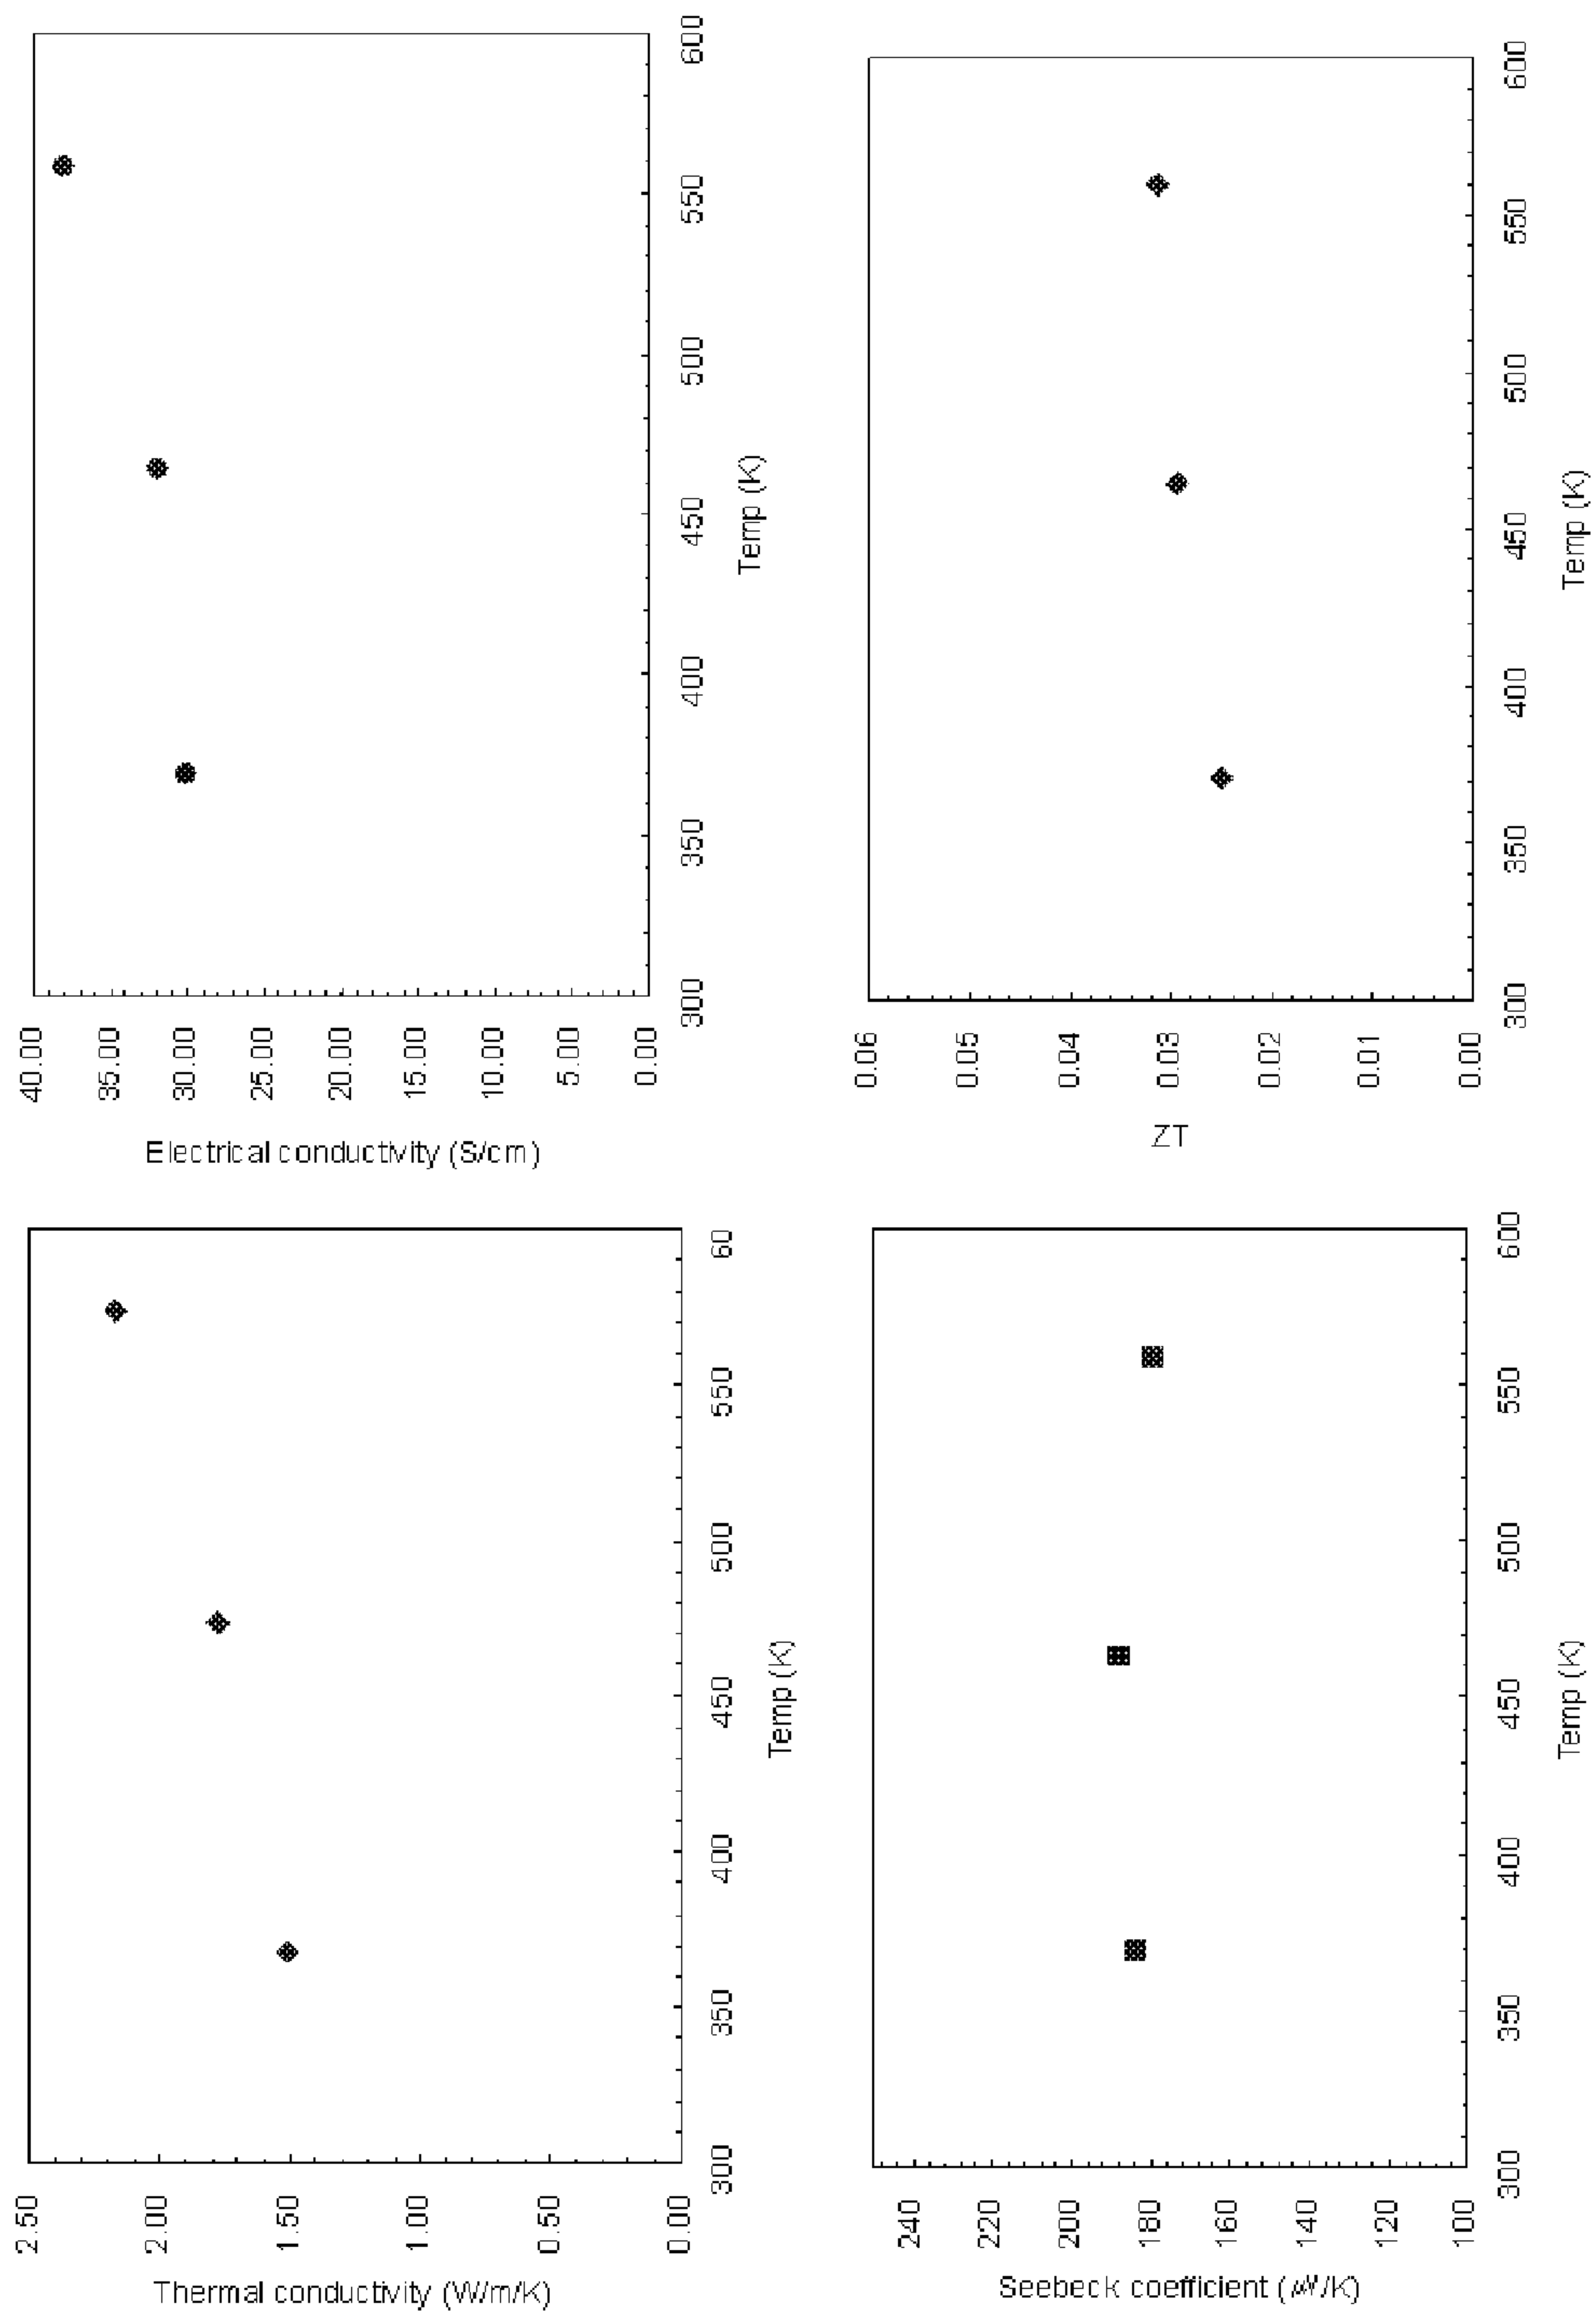 Thermal conductivity (W/m/K)
2.50
2.00
1.50
1.00
0.50
0.00
300 350 400 450 500 550 60
Temp (K)
Electrical conductivity (S/cm)
40.00
35.00
30.00
25.00
20.00
15.00
10.00
5.00
0.00
300 350 400 450 500 550 600
Temp (K)
Seebeck coefficient (μV/K)
240
220
200
180
160
140
120
100
300 350 400 450 500 550 600
Temp (K)
ZT
0.06
0.05
0.04
0.03
0.02
0.01
0.00
300 350 400 450 500 550 600
Temp (K)